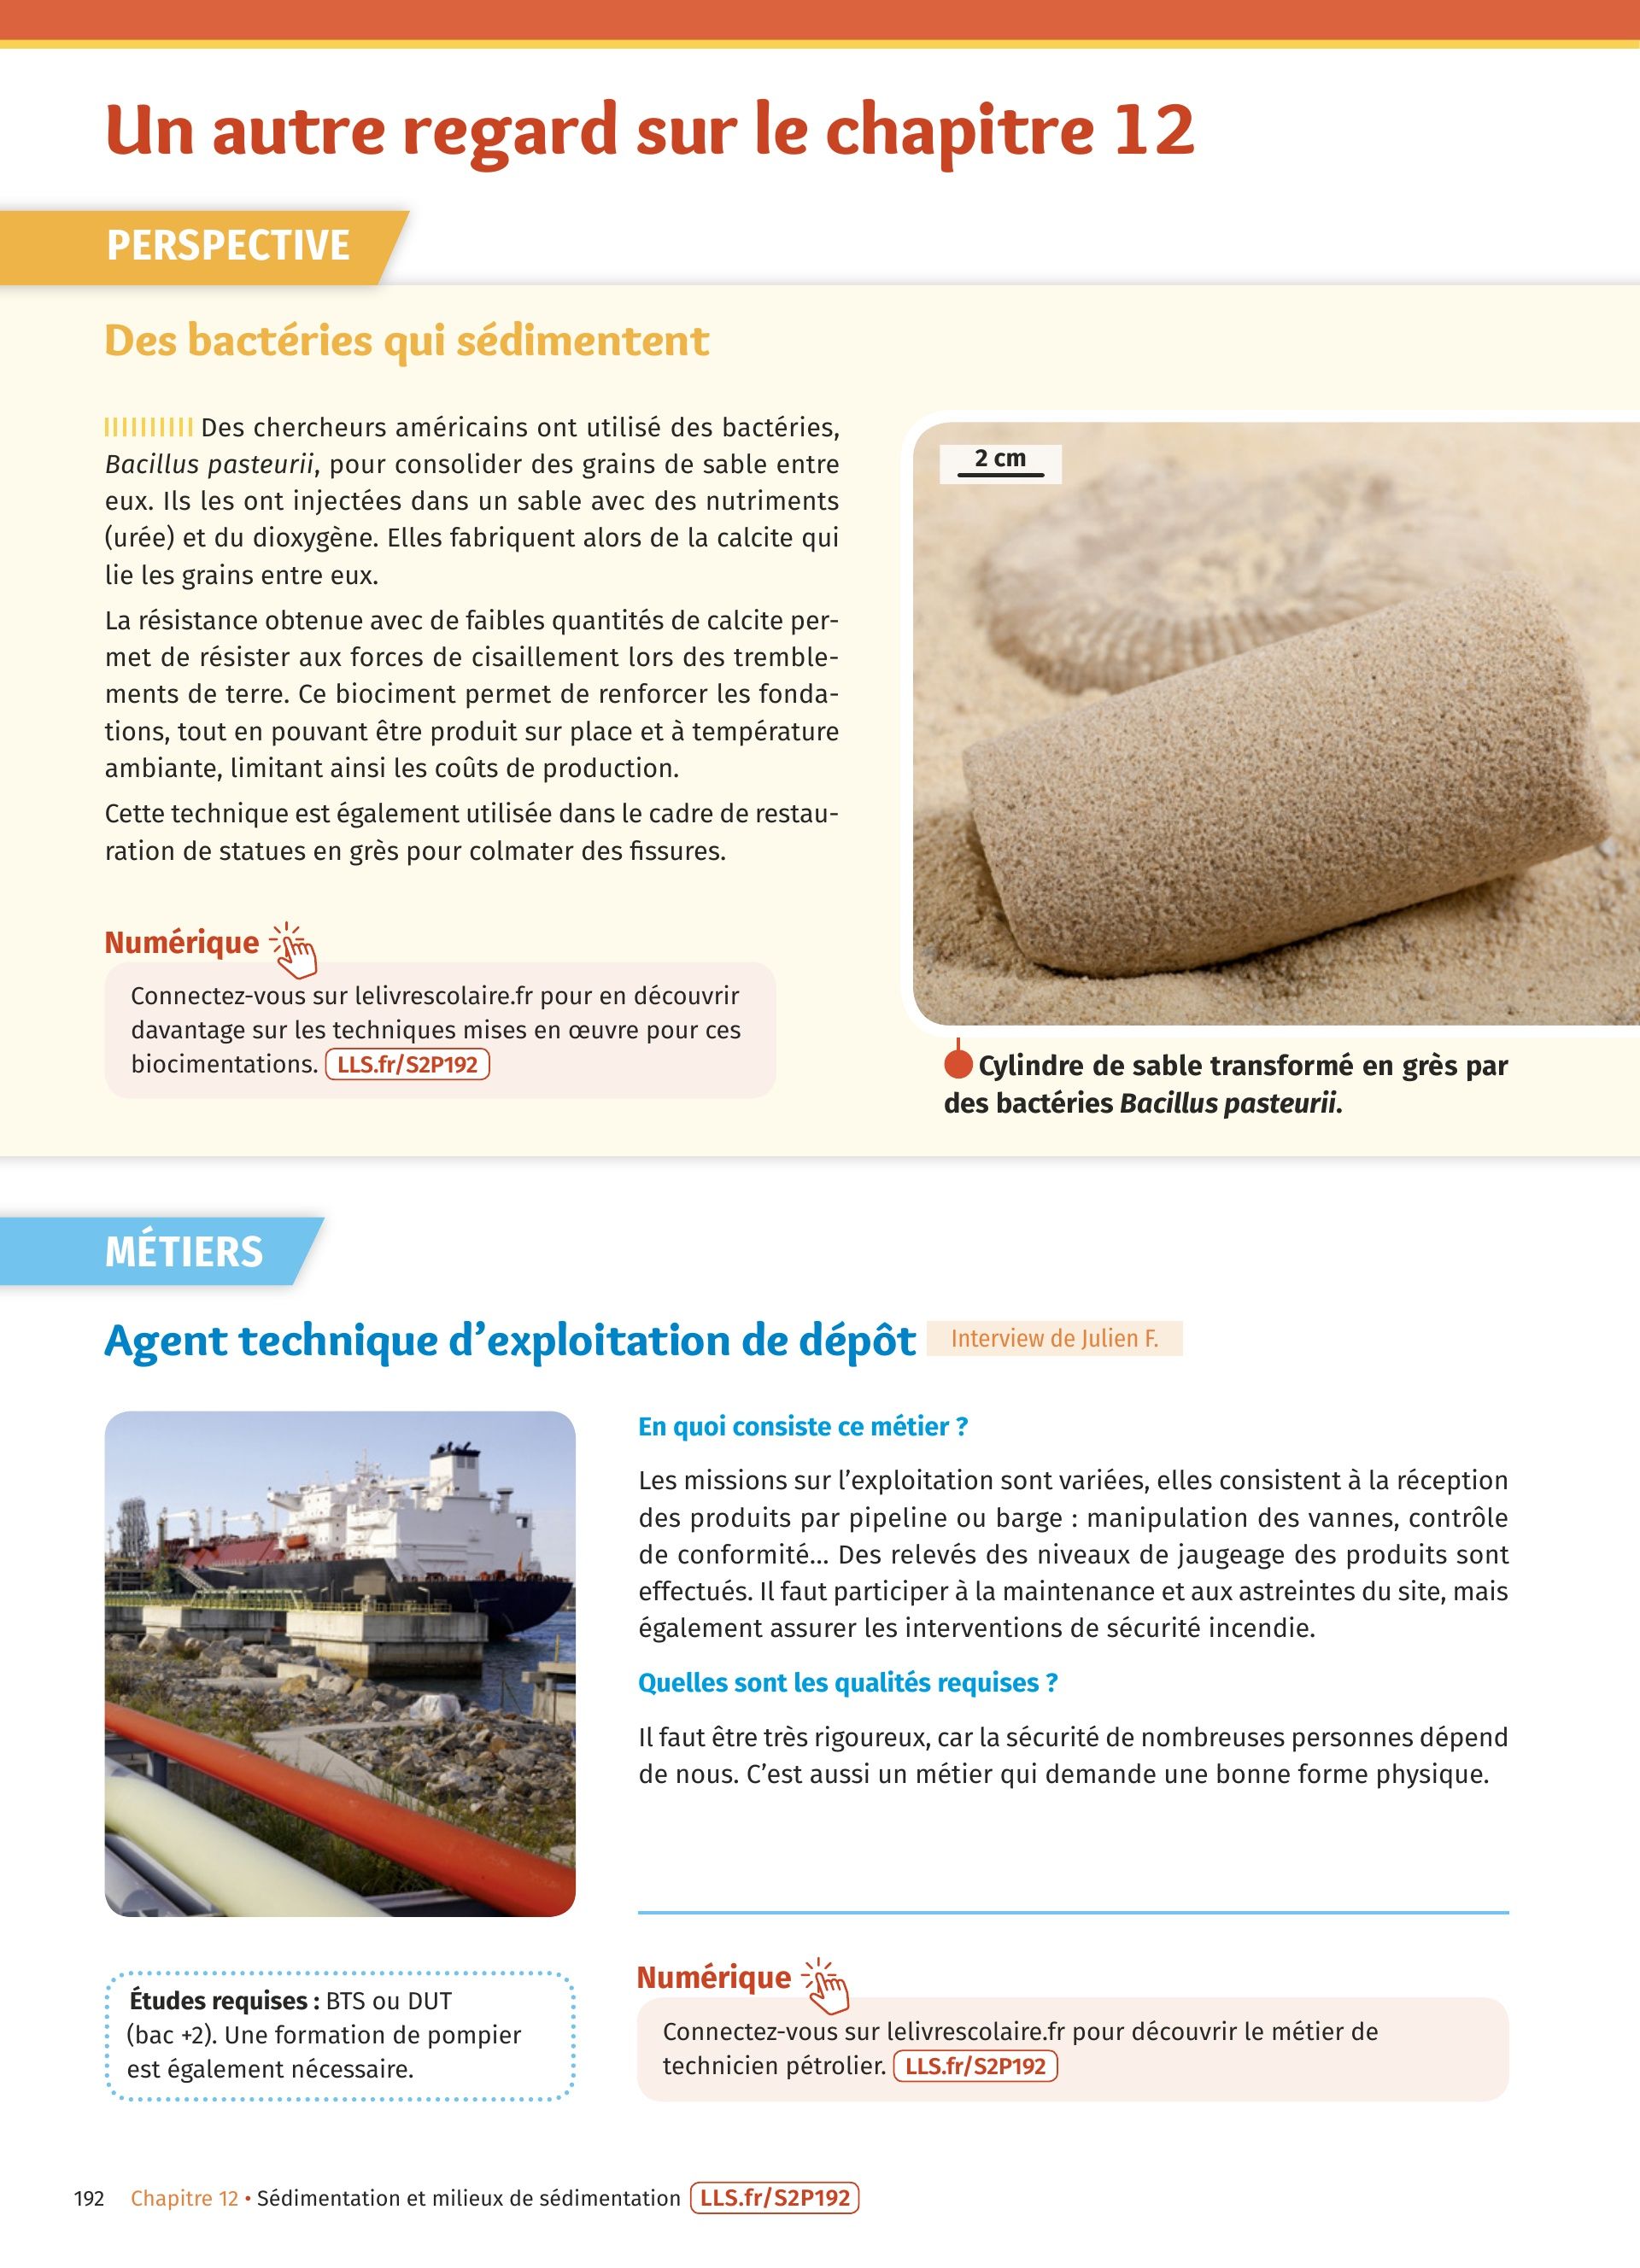 Un autre regard sur le chapitre 12
PERSPECTIVE
Des bactéries qui sédimentent
Des chercheurs américains ont utilisé des bactéries,
Bacillus pasteurii, pour consolider des grains de sable entre
eux. Ils les ont injectées dans un sable avec des nutriments
(urée) et du dioxygène. Elles fabriquent alors de la calcite qui
lie les grains entre eux.
La résistance obtenue avec de faibles quantités de calcite per-
met de résister aux forces de cisaillement lors des tremble-
ments de terre. Ce biociment permet de renforcer les fonda-
tions, tout en pouvant être produit sur place et à température
ambiante, limitant ainsi les coûts de production.
Cette technique est également utilisée dans le cadre de restau-
ration de statues en grès pour colmater des fissures.
Numérique
Connectez-vous sur lelivrescolaire.fr pour en découvrir
davantage sur les techniques mises en œuvre pour ces
biocimentations. LLS.fr/S2P192
2 cm
Cylindre de sable transformé en grès par
des bactéries Bacillus pasteurii.
MÉTIERS
Agent technique d'exploitation de dépôt Interview de Julien F.
En quoi consiste ce métier ?
Les missions sur l'exploitation sont variées, elles consistent à la réception
des produits par pipeline ou barge : manipulation des vannes, contrôle
de conformité... Des relevés des niveaux de jaugeage des produits sont
effectués. Il faut participer à la maintenance et aux astreintes du site, mais
également assurer les interventions de sécurité incendie.
Quelles sont les qualités requises ?
Il faut être très rigoureux, car la sécurité de nombreuses personnes dépend
de nous. C'est aussi un métier qui demande une bonne forme physique.
Études requises : BTS ou DUT
(bac +2). Une formation de pompier
est également nécessaire.
Numérique
Connectez-vous sur lelivrescolaire.fr pour découvrir le métier de
technicien pétrolier. LLS.fr/S2P192
192 Chapitre 12 • Sédimentation et milieux de sédimentation LLS.fr/S2P192